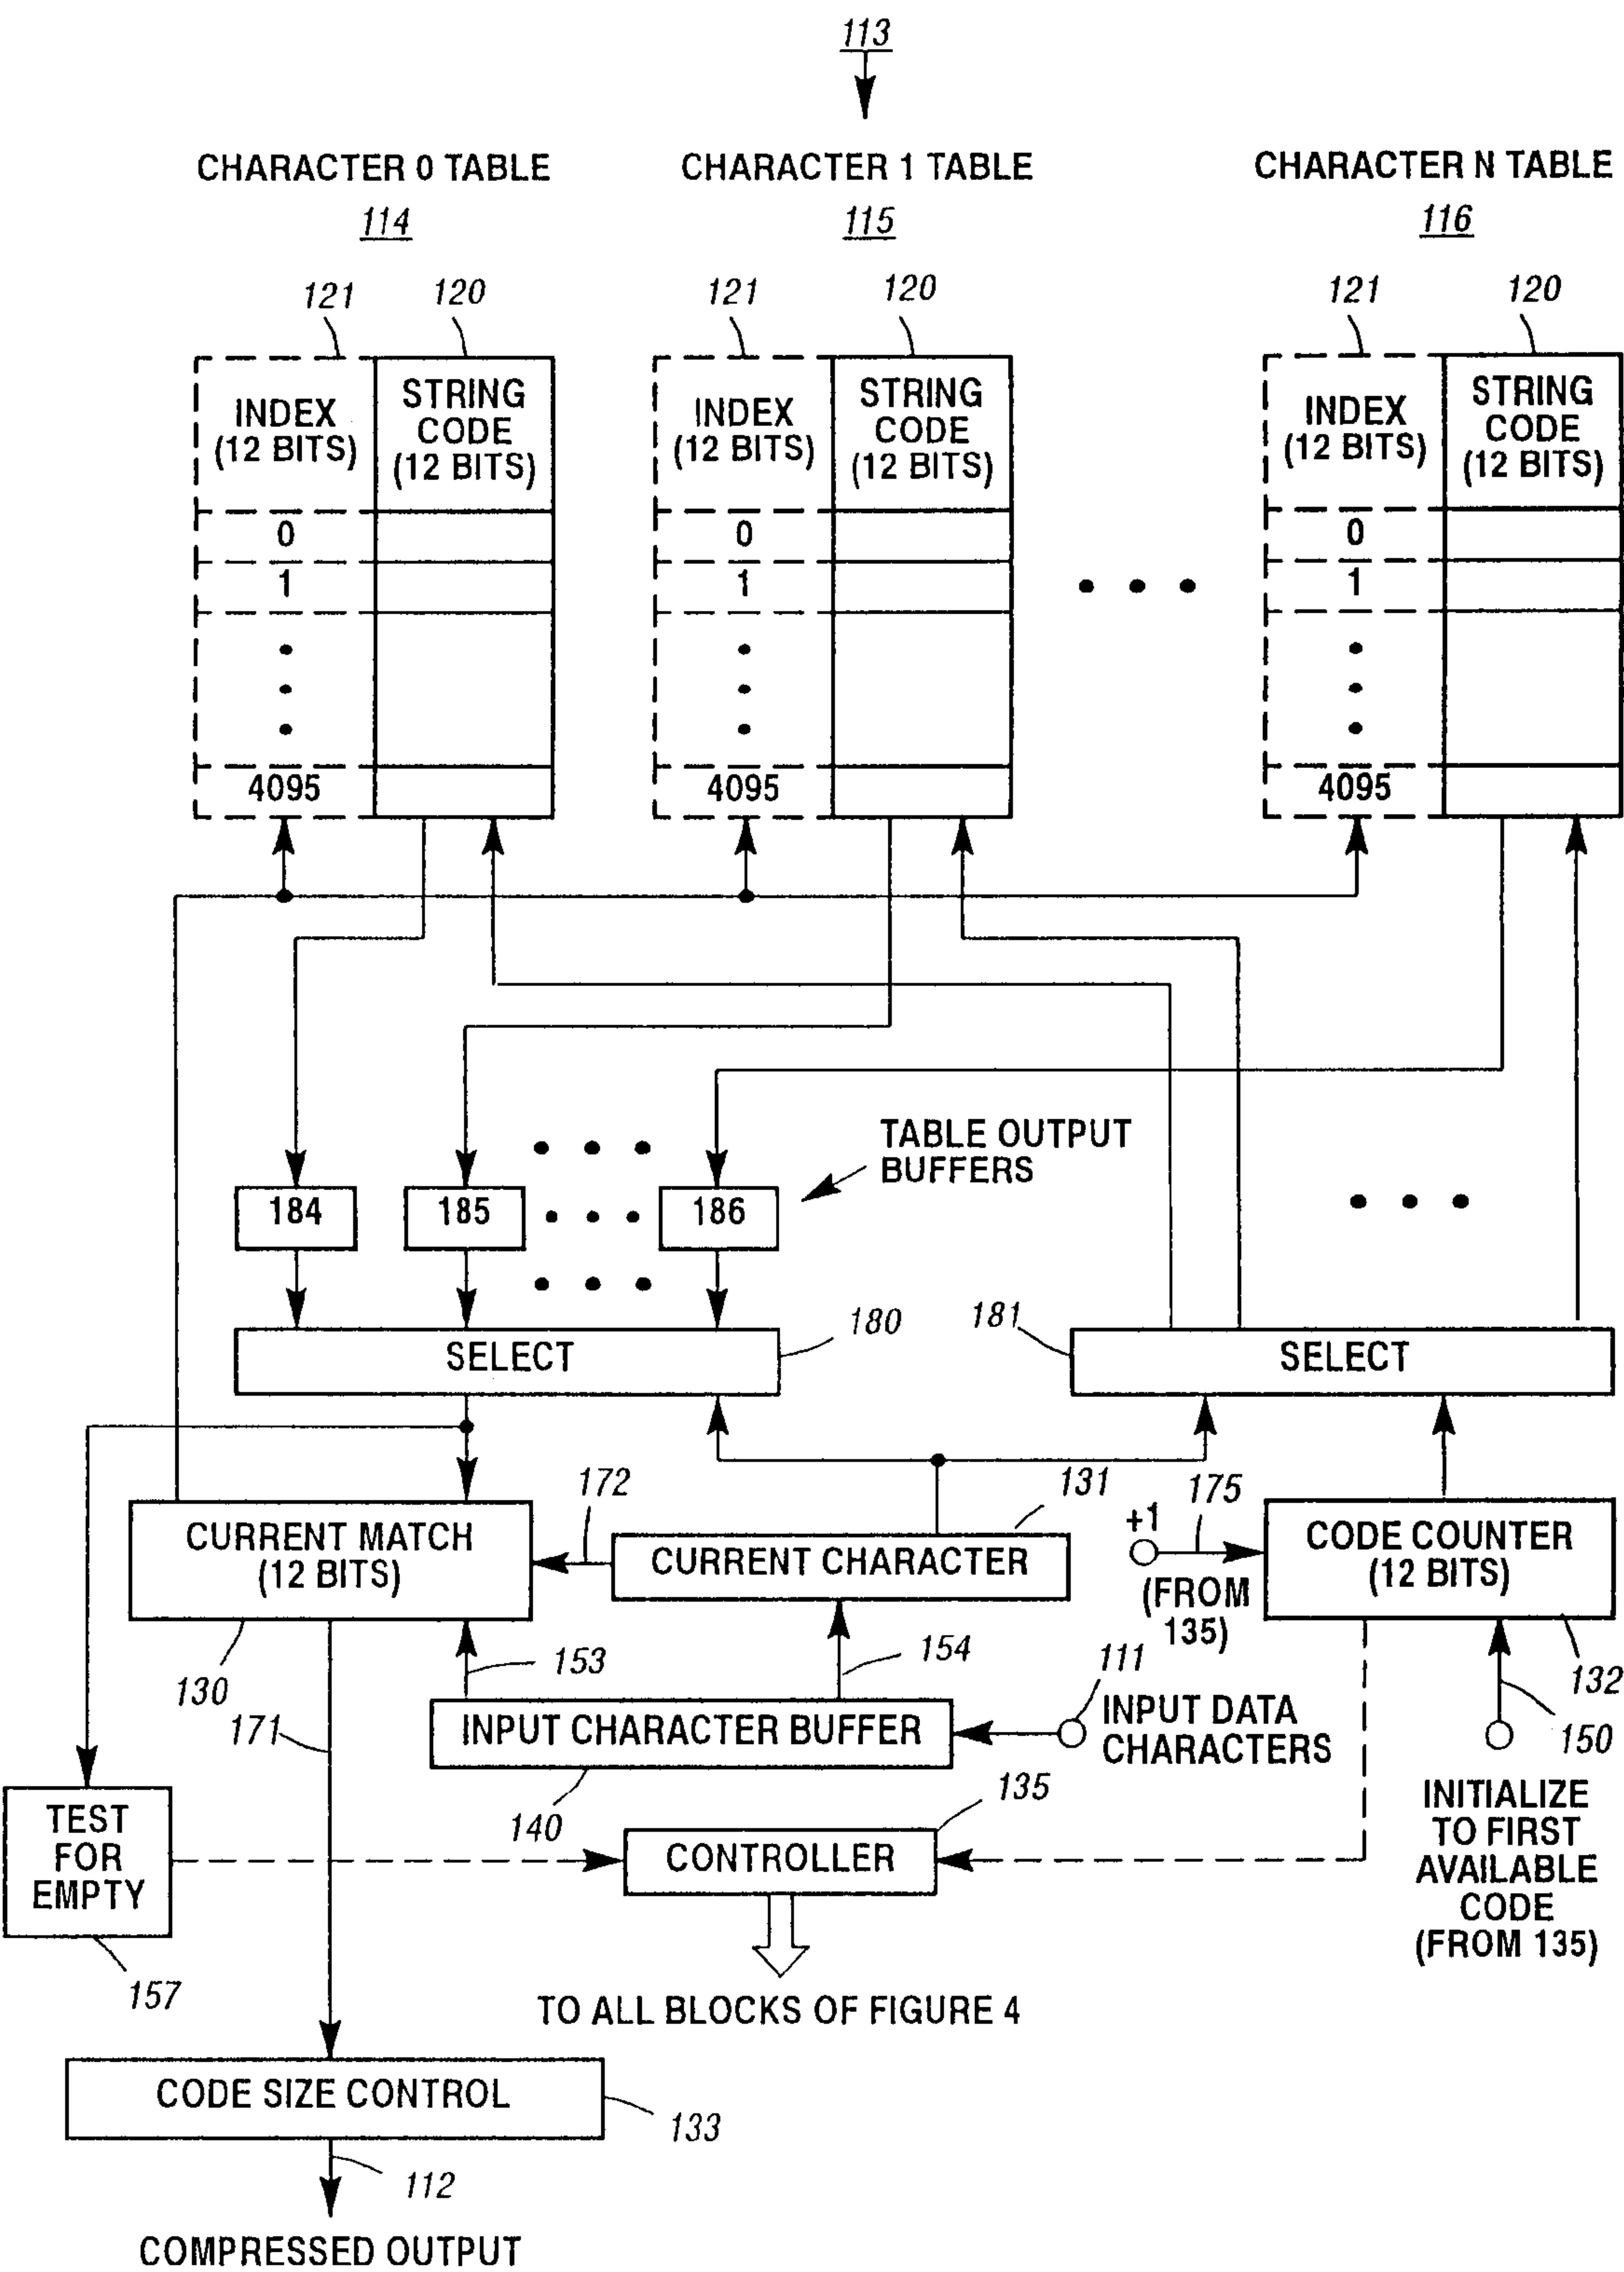 113
CHARACTER 0 TABLE
114
CHARACTER 1 TABLE
115
CHARACTER N TABLE
116
121
120
121
120
121
120
INDEX
(12 BITS)
STRING
CODE
(12 BITS)
INDEX
(12 BITS)
STRING
CODE
(12 BITS)
INDEX
(12 BITS)
STRING
CODE
(12 BITS)
0
0
0
1
1
1
4095
4095
4095
TABLE OUTPUT
BUFFERS
184
185
186
180
181
SELECT
SELECT
172
131
175
+1
(FROM
135)
CURRENT MATCH
(12 BITS)
CURRENT CHARACTER
CODE COUNTER
(12 BITS)
130
153
154
111
132
171
INPUT CHARACTER BUFFER
INPUT DATA
CHARACTERS
150
140
135
INITIALIZE
TO FIRST
AVAILABLE
CODE
(FROM 135)
TEST
FOR
EMPTY
CONTROLLER
157
TO ALL BLOCKS OF FIGURE 4
CODE SIZE CONTROL
133
112
COMPRESSED OUTPUT